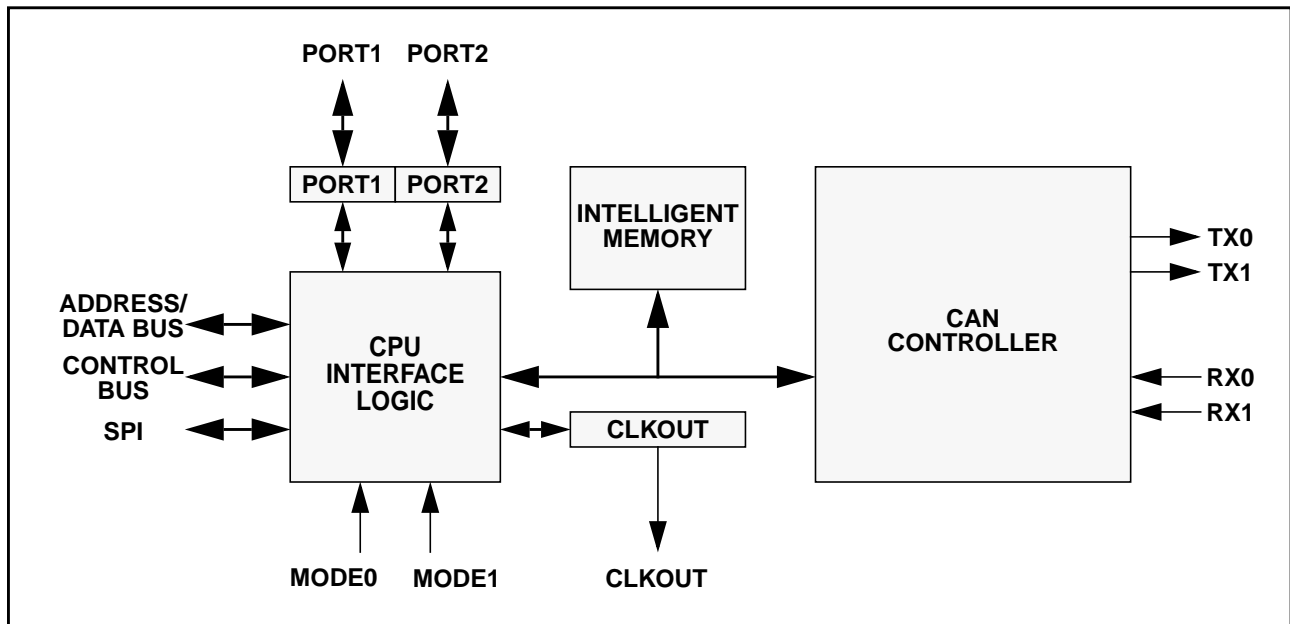 PORT1 PORT2
PORT1 PORT2
INTELLIGENT
MEMORY
TX0
TX1
ADDRESS/
DATA BUS
CONTROL
BUS
SPI
CPU
INTERFACE
LOGIC
CAN
CONTROLLER
RX0
RX1
CLKOUT
MODE0 MODE1 CLKOUT